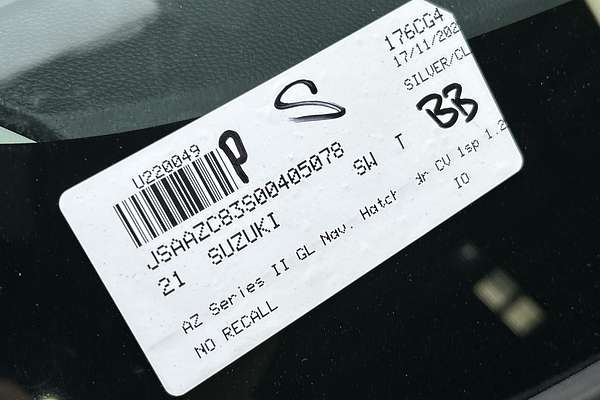 176CG4
17/11/202
SILVER/CL
S
BB
U220049
P
JSAAZC83S00405078
SW T
21 SUZUKI
AZ Series II GL Nav. Hatch dr CV 1sp 1.2
IO
NO RECALL